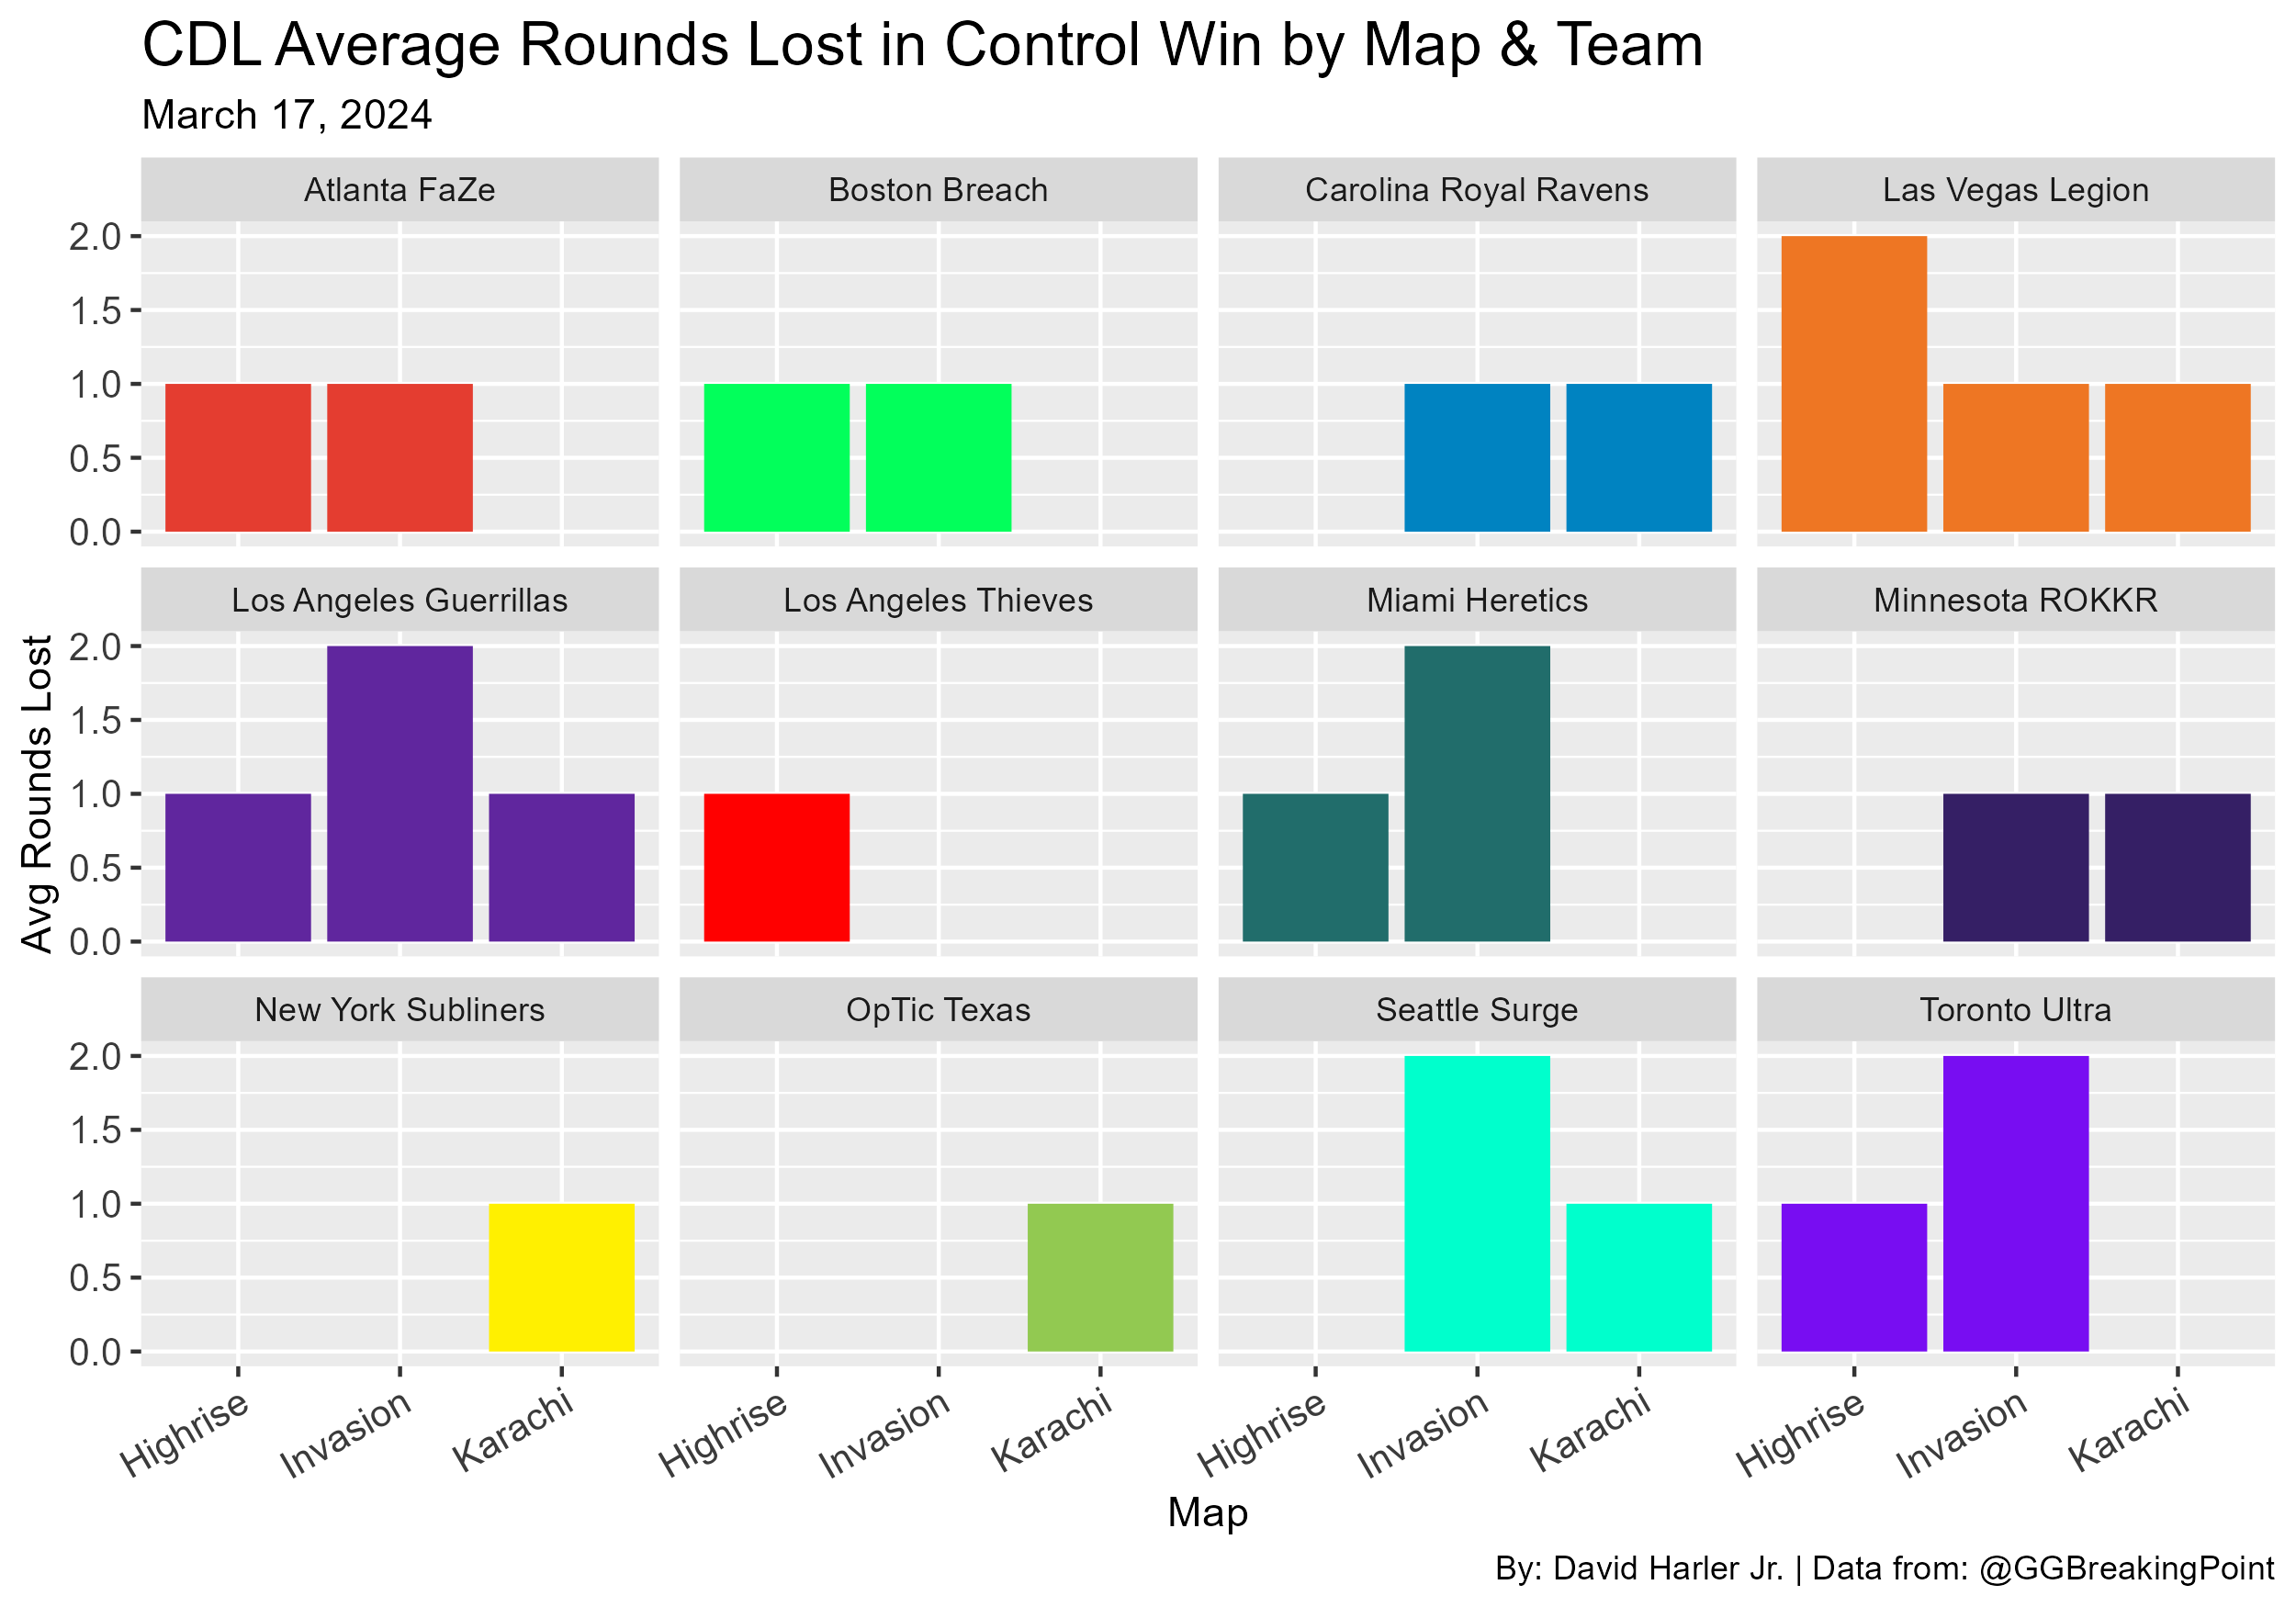 CDL Average Rounds Lost in Control Win by Map & Team
March 17, 2024
Atlanta FaZe
Boston Breach
Carolina Royal Ravens
Las Vegas Legion
2.0
1.5
1.0
0.5
0.0
Los Angeles Guerrillas
Los Angeles Thieves
Miami Heretics
Minnesota ROKKR
Avg Rounds Lost
2.0
1.5
1.0
0.5
0.0
New York Subliners
OpTic Texas
Seattle Surge
Toronto Ultra
2.0
1.5
1.0
0.5
0.0
Highrise
Invasion
Karachi
Highrise
Invasion
Karachi
Highrise
Invasion
Karachi
Highrise
Invasion
Karachi
Map
By: David Harler Jr. | Data from: @GGBreakingPoint